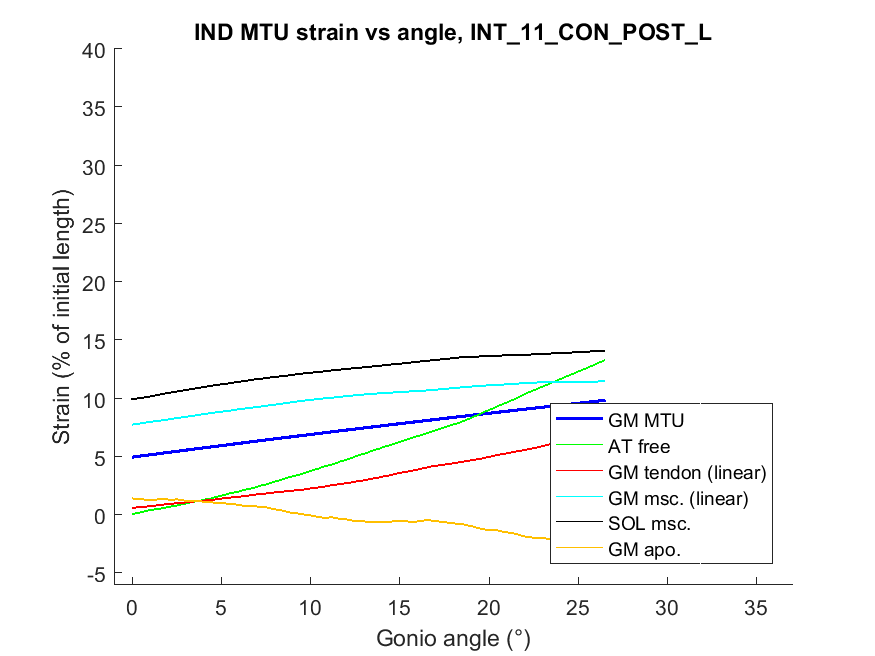 IND MTU strain vs angle, INT_11_CON_POST_L
40
35
30
25
20
15
10
5
0
-5
Strain (% of initial length)
GM MTU
AT free
GM tendon (linear)
GM msc. (linear)
SOL msc.
GM apo.
0 5 10 15 20 25 30 35
Gonio angle (°)